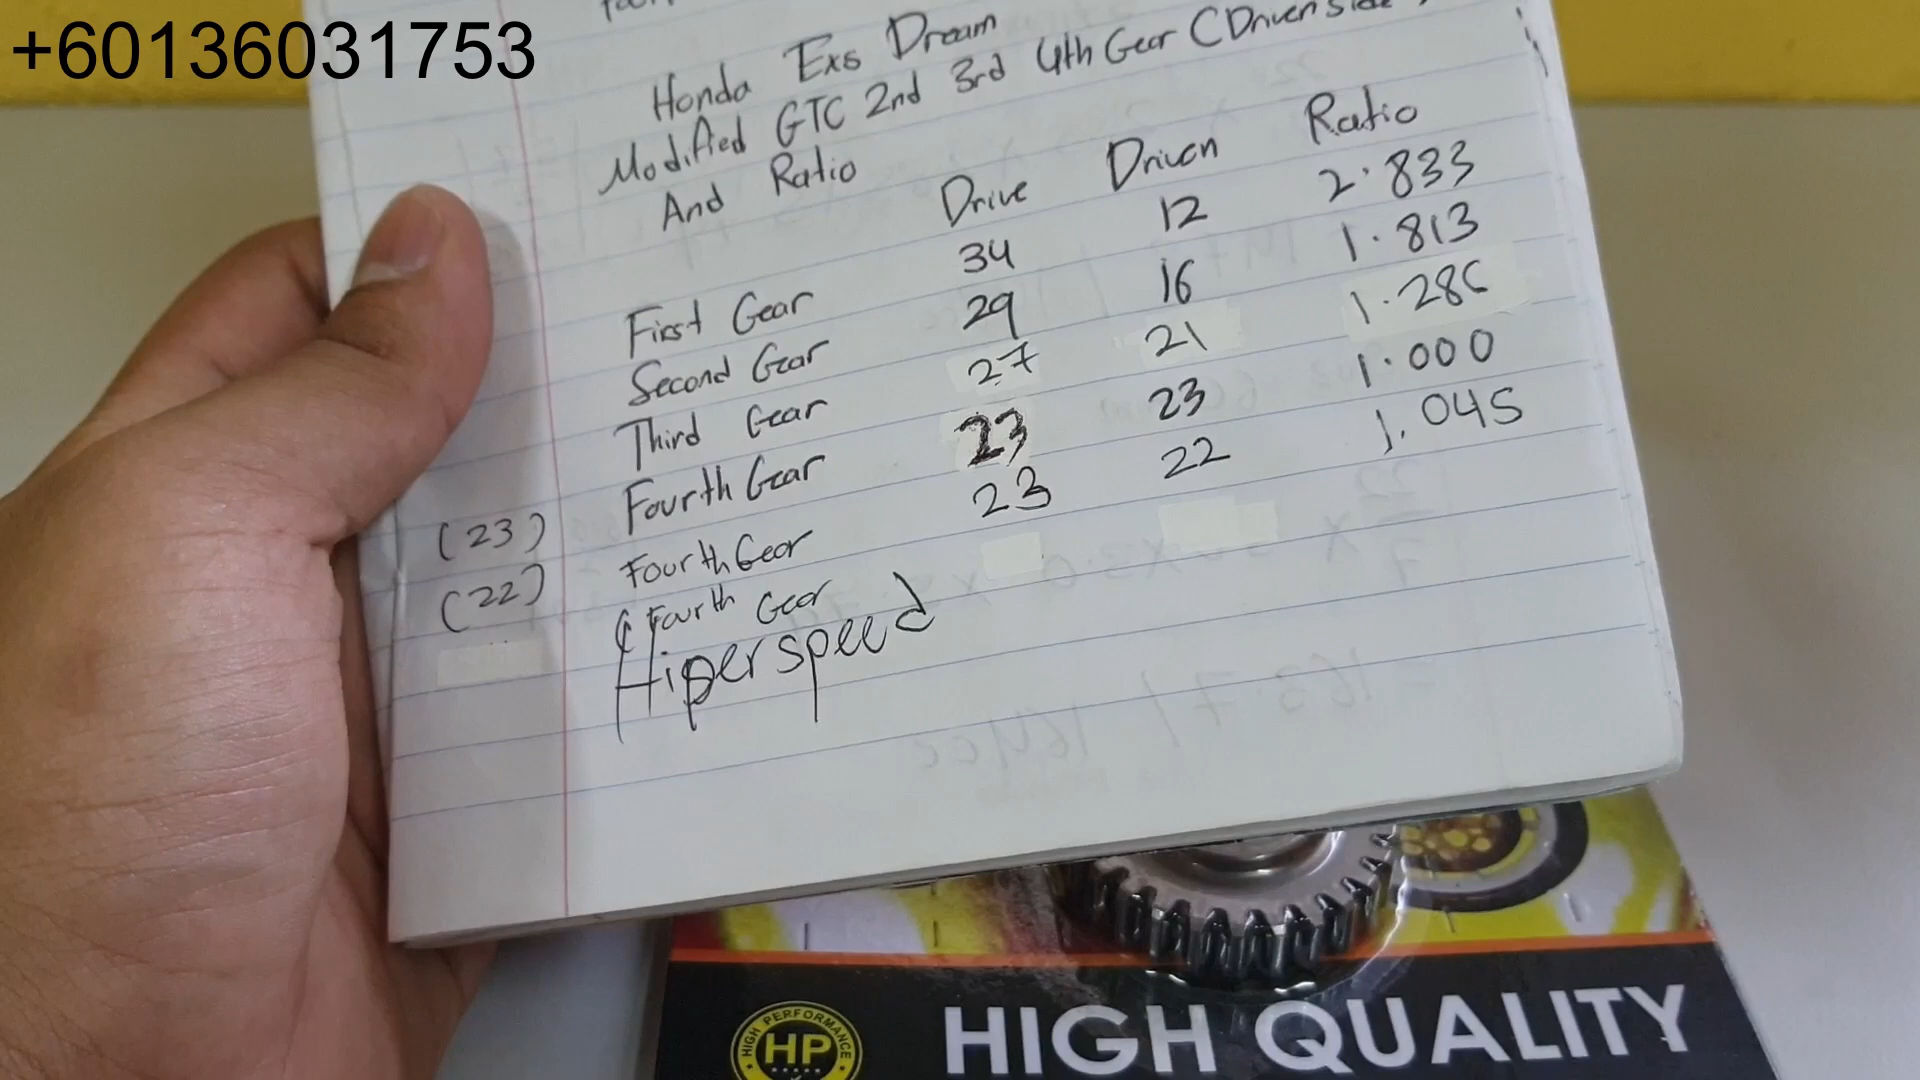 +60136031753
Honda Ex5 Dream
Modified GTC 2nd 3rd 4th Gear (Driven side
And Ratio
Drive Driven Ratio
First Gear 34 12 2.833
Second Gear 29 16 1.813
Third Gear 27 21 1.286
(23) Fourth Gear 23 23 1.000
(22) Fourth Gear 23 22 1.045
( Fourth Gear
Hiperspeed
HIGH PERFORMANCE
HP
HIGH QUALITY